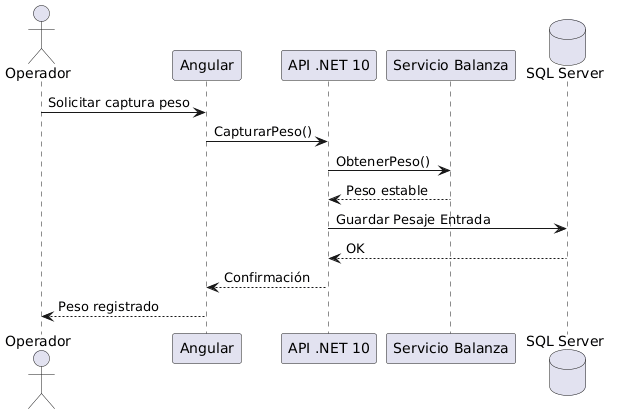 Operador
Angular
API .NET 10
Servicio Balanza
SQL Server
Solicitar captura peso
CapturarPeso()
ObtenerPeso()
Peso estable
Guardar Pesaje Entrada
OK
Confirmación
Peso registrado
Operador
Angular
API .NET 10
Servicio Balanza
SQL Server